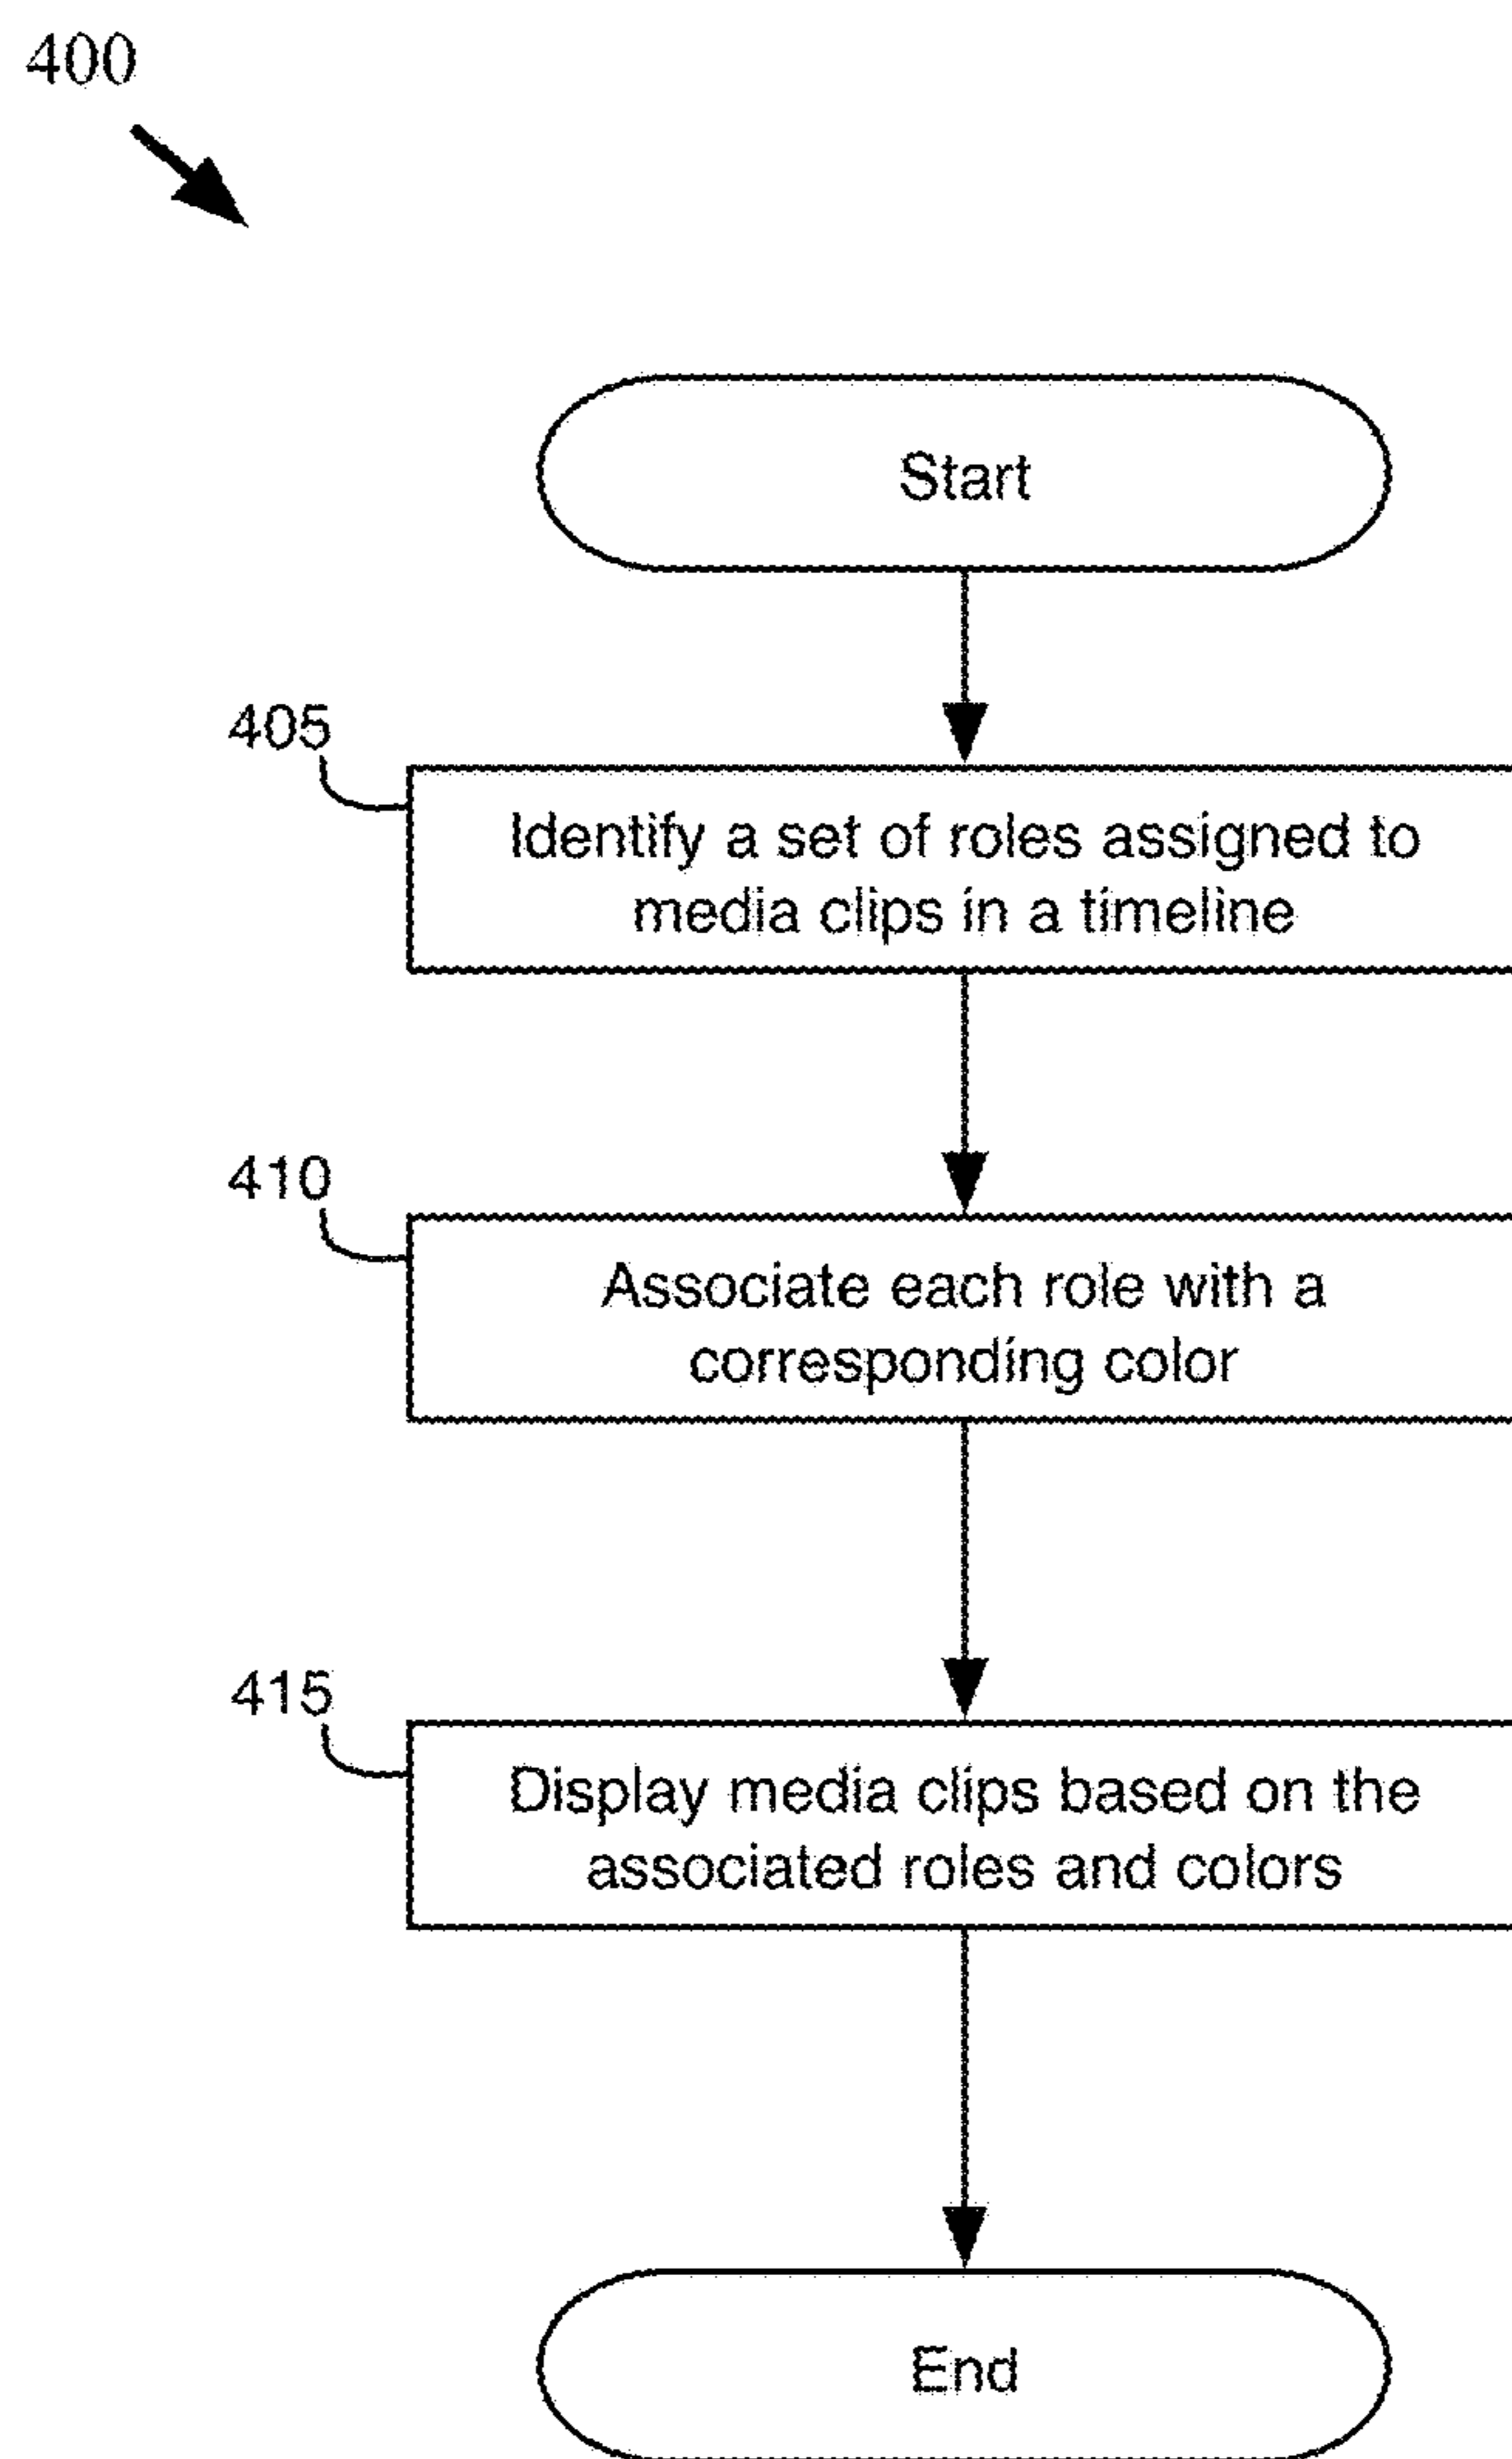 400
Start
405
Identify a set of roles assigned to
media clips in a timeline
410
Associate each role with a
corresponding color
415
Display media clips based on the
associated roles and colors
End